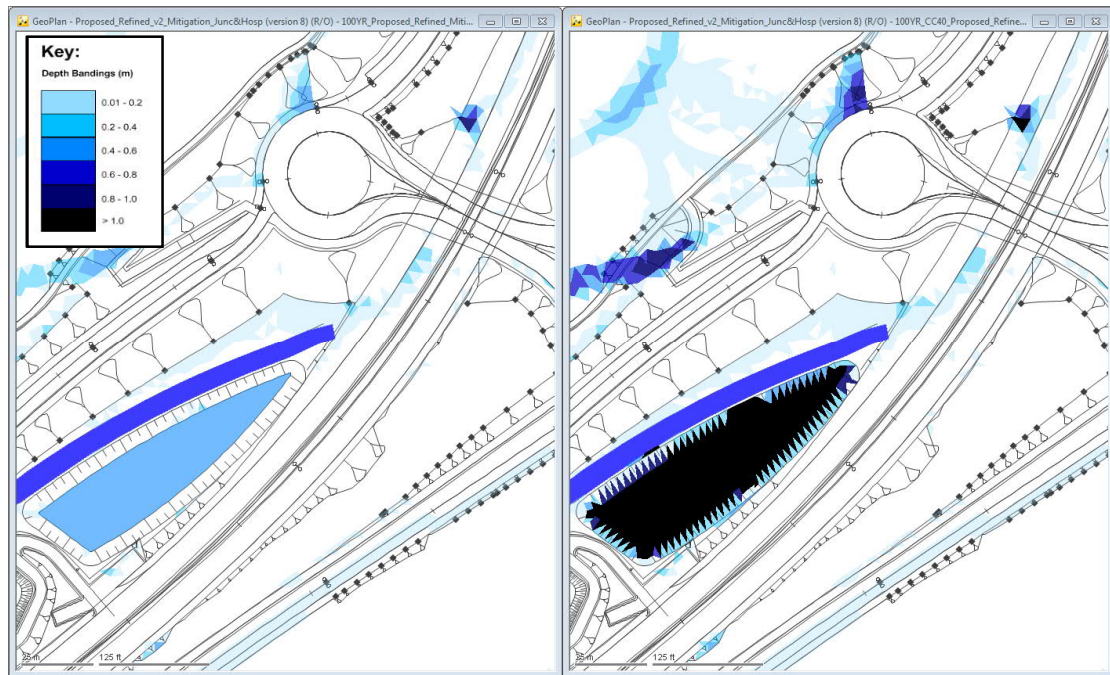 GeoPlan - Proposed_Refined_v2_Mitigation_Junc&Hosp (version 8) (R/O) - 100YR_Proposed_Refined_Miti...
Key:
Depth Bandings (m)
0.01 - 0.2
0.2 - 0.4
0.4 - 0.6
0.6 - 0.8
0.8 - 1.0
> 1.0
25 m
125 ft
GeoPlan - Proposed_Refined_v2_Mitigation_Junc&Hosp (version 8) (R/O) - 100YR_CC40_Proposed_Refine...
25 m
125 ft